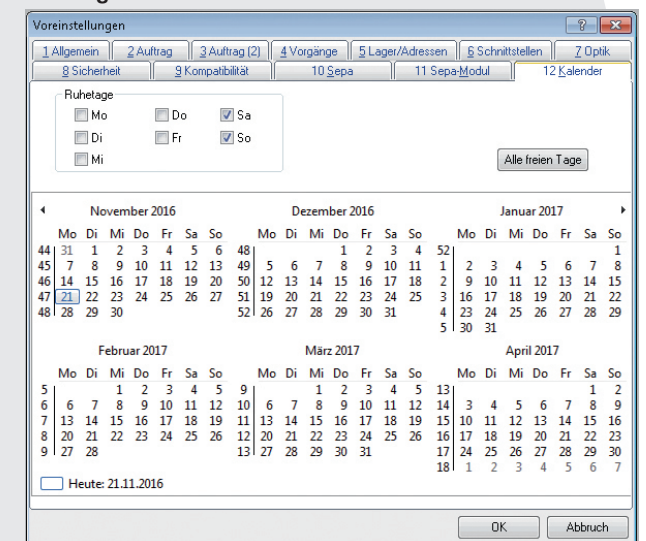 Voreinstellungen
1 Allgemein 2 Auftrag 3 Auftrag (2) 4 Vorgänge 5 Lager/Adressen 6 Schnittstellen 7 Optik
8 Sicherheit 9 Kompatibilität 10 Sepa 11 Sepa-Modul 12 Kalender
Ruhetage
Mo Do Sa
Di Fr So
Mi
Alle freien Tage
November 2016 Dezember 2016 Januar 2017
Mo Di Mi Do Fr Sa So Mo Di Mi Do Fr Sa So Mo Di Mi Do Fr Sa So
44 31 1 2 3 4 5 6 48 1 2 3 4 52 1
45 7 8 9 10 11 12 13 49 5 6 7 8 9 10 11 1 2 3 4 5 6 7 8
46 14 15 16 17 18 19 20 50 12 13 14 15 16 17 18 2 9 10 11 12 13 14 15
47 21 22 23 24 25 26 27 51 19 20 21 22 23 24 25 3 16 17 18 19 20 21 22
48 28 29 30 52 26 27 28 29 30 31 4 23 24 25 26 27 28 29
5 30 31
Februar 2017 März 2017 April 2017
Mo Di Mi Do Fr Sa So Mo Di Mi Do Fr Sa So Mo Di Mi Do Fr Sa So
5 1 2 3 4 5 9 1 2 3 4 5 13 1 2
6 6 7 8 9 10 11 12 10 6 7 8 9 10 11 12 14 3 4 5 6 7 8 9
7 13 14 15 16 17 18 19 11 13 14 15 16 17 18 19 15 10 11 12 13 14 15 16
8 20 21 22 23 24 25 26 12 20 21 22 23 24 25 26 16 17 18 19 20 21 22 23
9 27 28 13 27 28 29 30 31 17 24 25 26 27 28 29 30
18 1 2 3 4 5 6 7
Heute: 21.11.2016
OK Abbruch